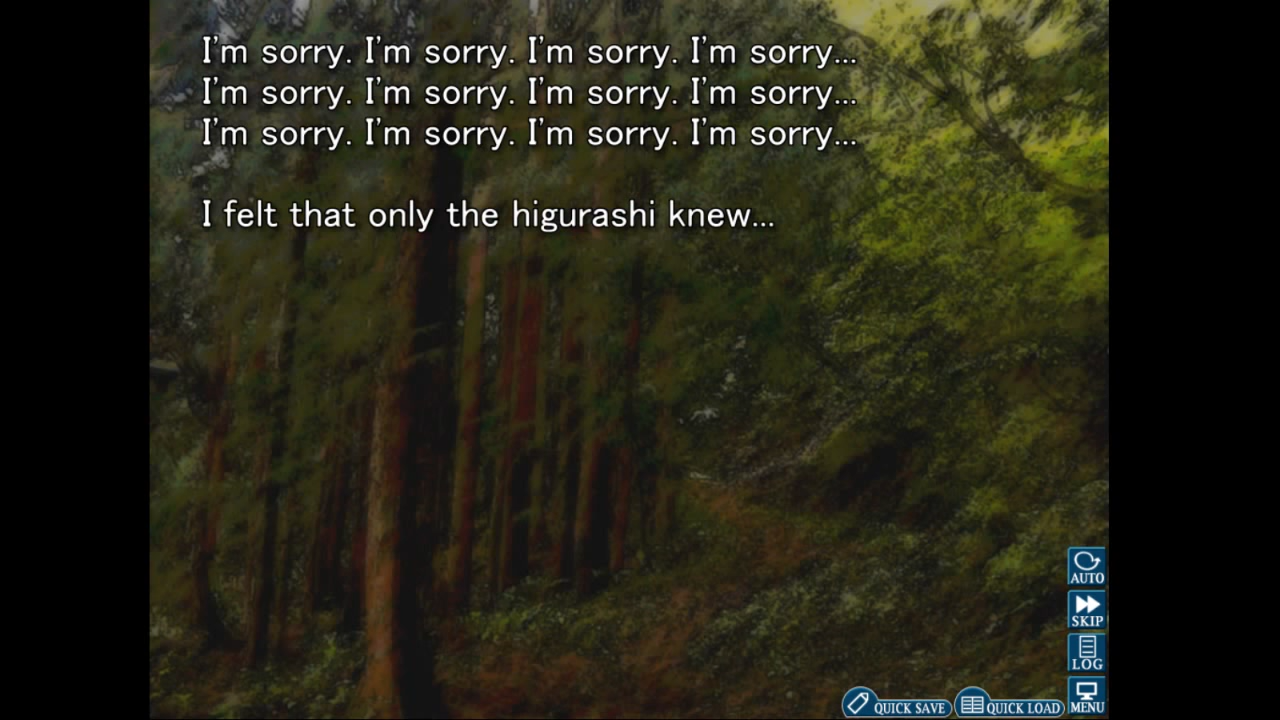 I'm sorry. I'm sorry. I'm sorry. I'm sorry...
I'm sorry. I'm sorry. I'm sorry. I'm sorry...
I'm sorry. I'm sorry. I'm sorry. I'm sorry...
I felt that only the higurashi knew...
AUTO
SKIP
LOG
MENU
QUICK SAVE
QUICK LOAD